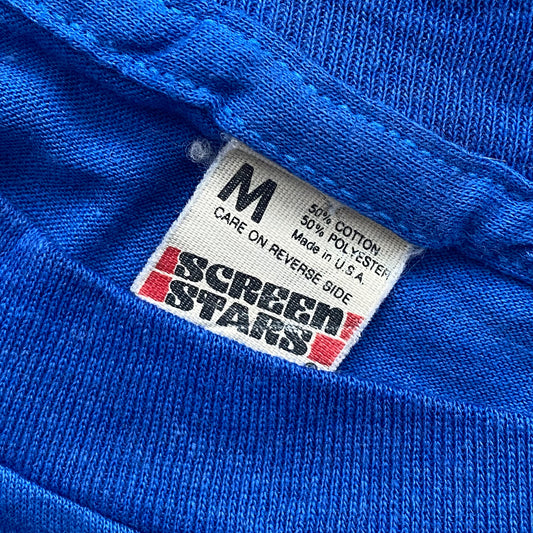 M
50% COTTON
50% POLYESTER
Made in U.S.A.
CARE ON REVERSE SIDE
SCREEN
STARS
®